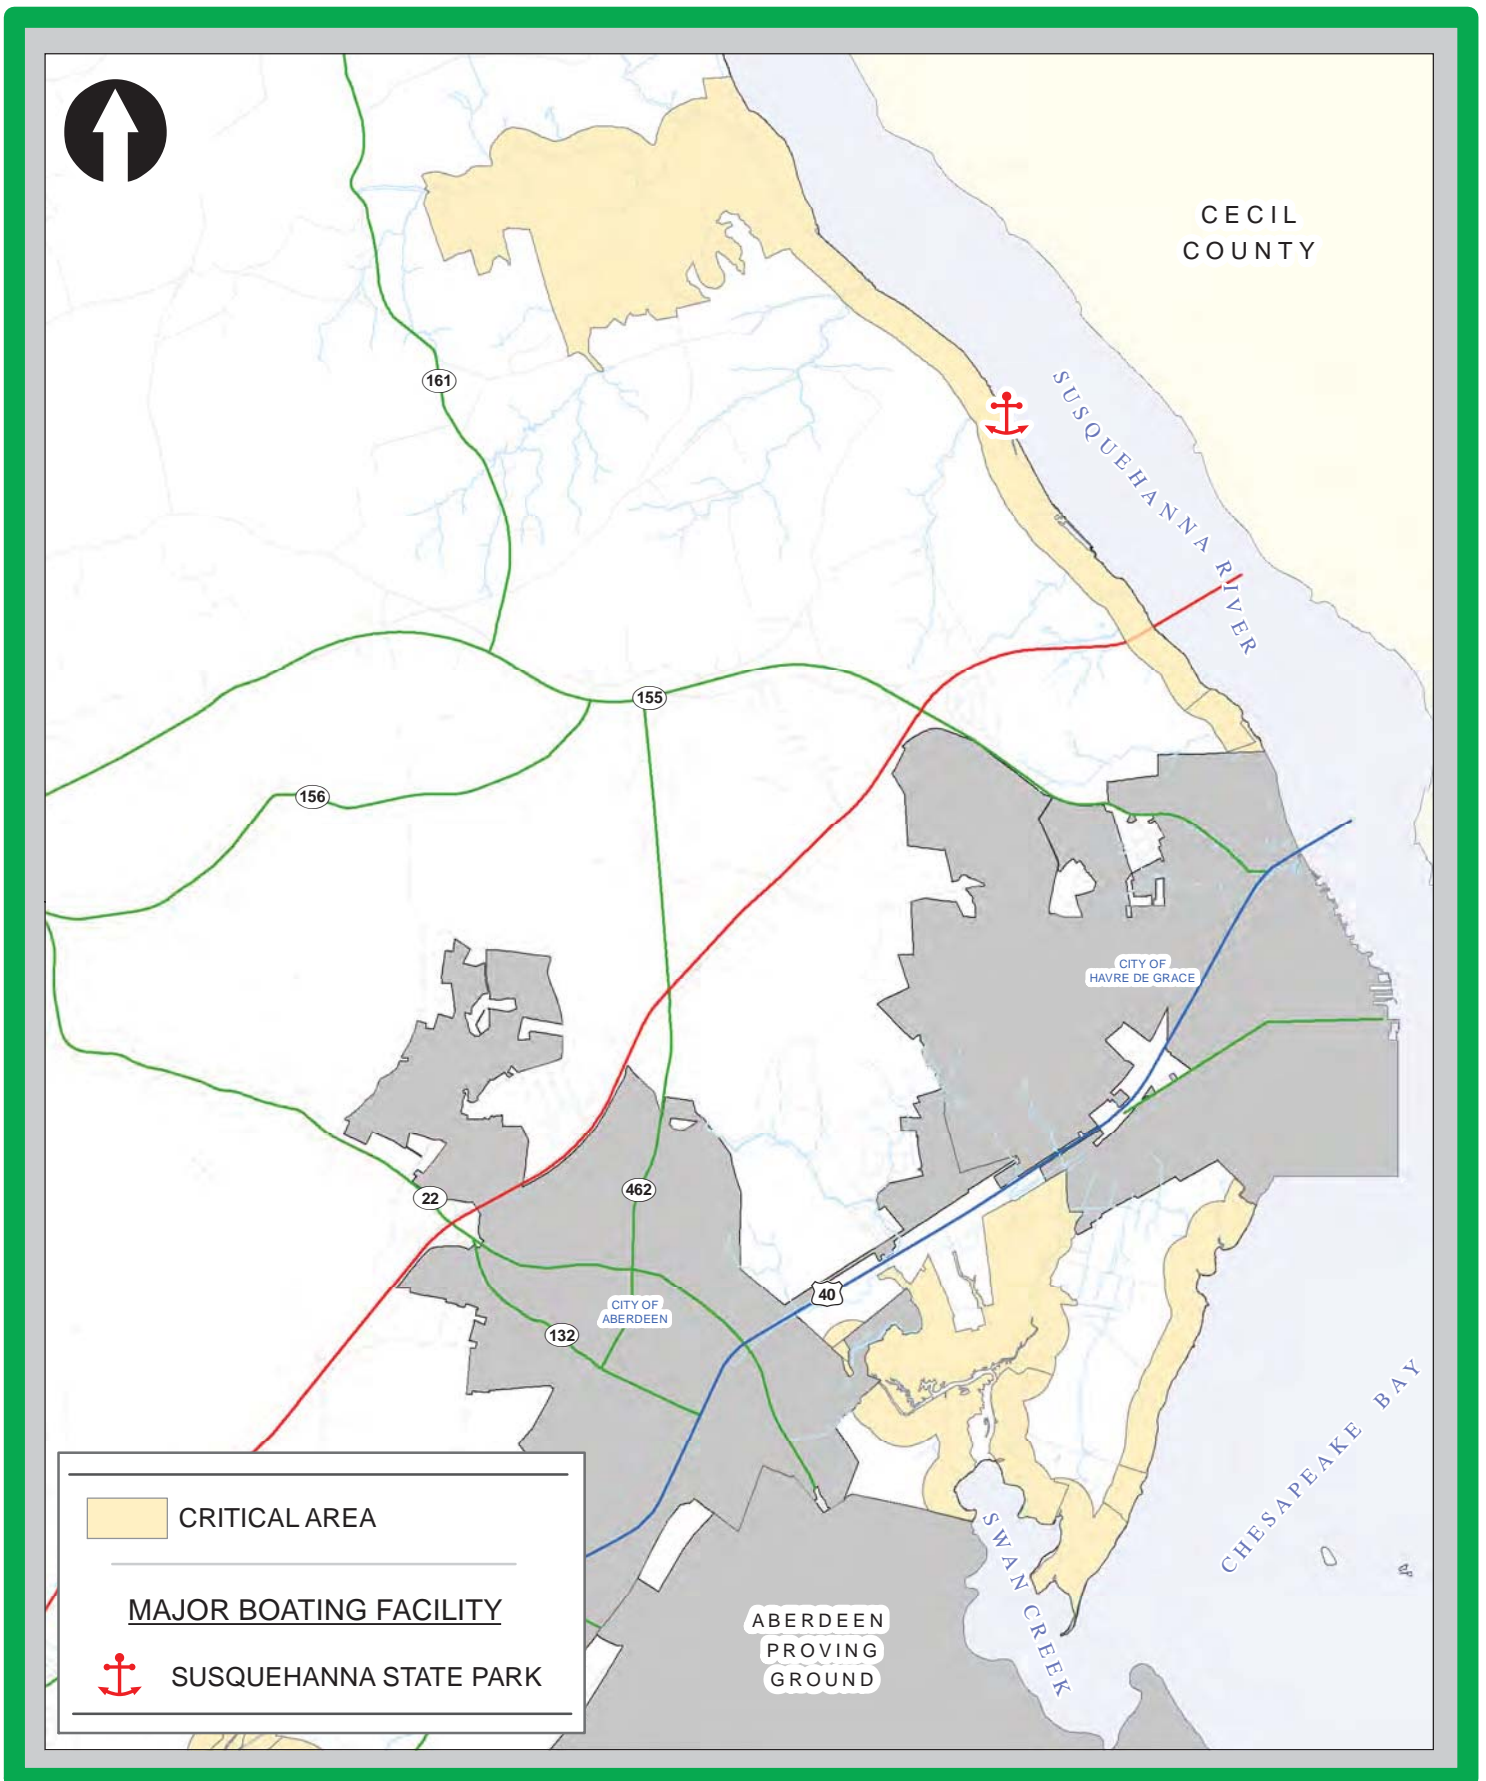 CECIL
COUNTY
161
SUSQUEHANNA RIVER
155
156
CITY OF
HAVRE DE GRACE
22
462
40
CITY OF
ABERDEEN
132
CHESAPEAKE BAY
SWAN CREEK
ABERDEEN
PROVING
GROUND
CRITICAL AREA
MAJOR BOATING FACILITY
SUSQUEHANNA STATE PARK